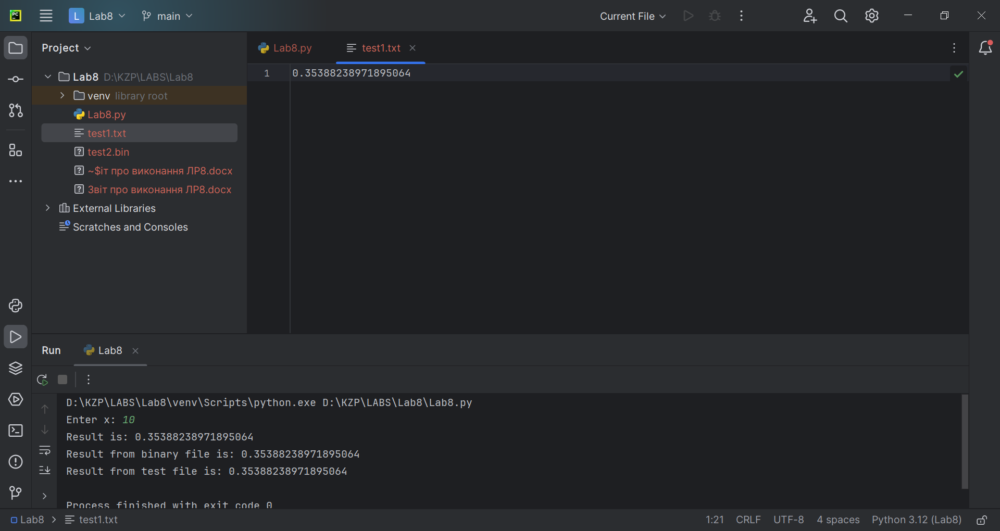 PC
L Lab8 main Current File
Project
Lab8.py test1.txt
Lab8 D:\KZP\LABS\Lab8
venv library root
Lab8.py
test1.txt
test2.bin
~$іт про виконання ЛР8.docx
Звіт про виконання ЛР8.docx
External Libraries
Scratches and Consoles
1 0.35388238971895064
Run Lab8
D:\KZP\LABS\Lab8\venv\Scripts\python.exe D:\KZP\LABS\Lab8\Lab8.py
Enter x: 10
Result is: 0.35388238971895064
Result from binary file is: 0.35388238971895064
Result from test file is: 0.35388238971895064
Process finished with exit code 0
Lab8 test1.txt 1:21 CRLF UTF-8 4 spaces Python 3.12 (Lab8)